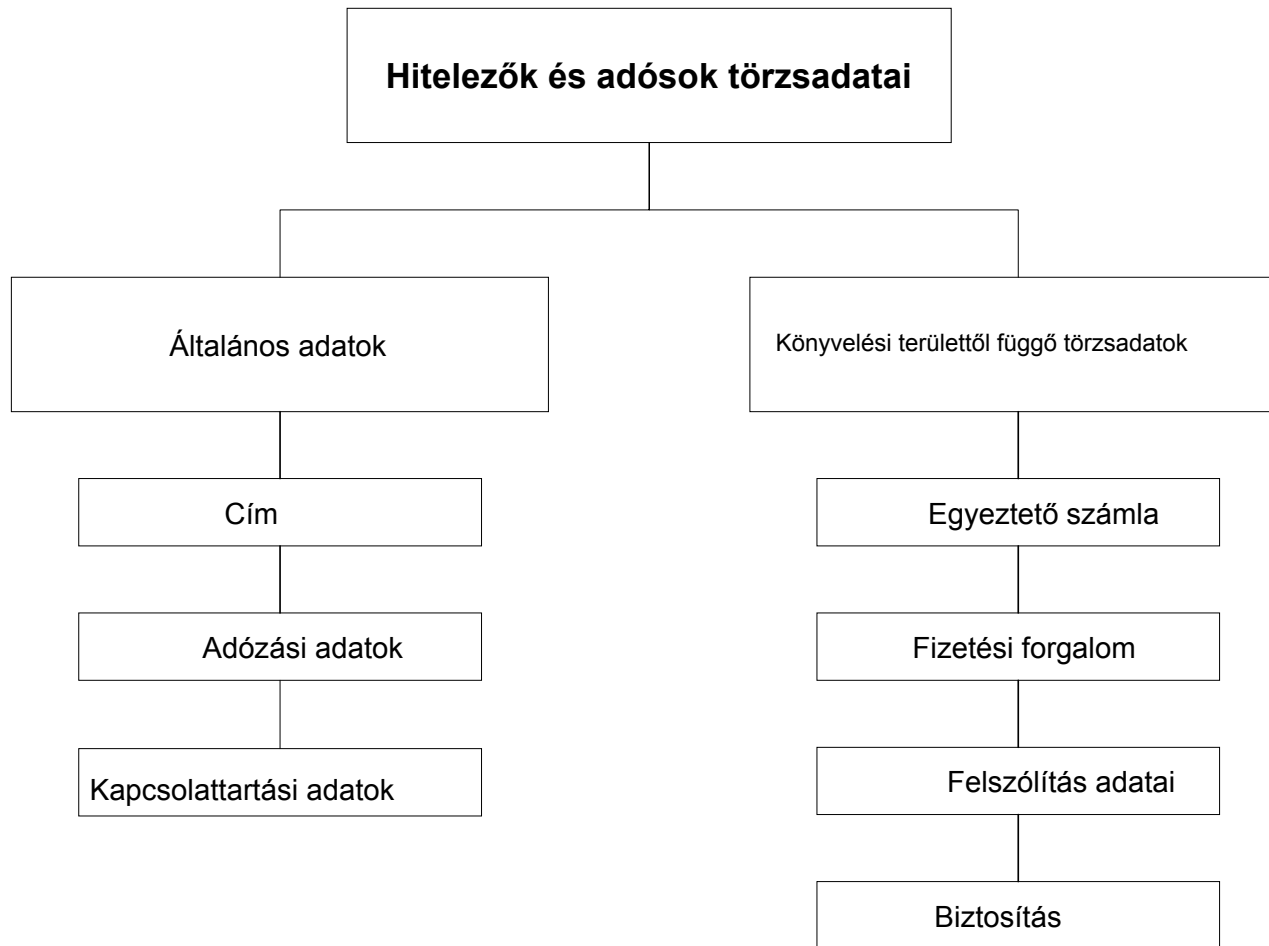 Hitelezők és adósok törzsadatai
Általános adatok
Könyvelési területtől függő törzsadatok
Cím
Egyeztető számla
Adózási adatok
Fizetési forgalom
Kapcsolattartási adatok
Felszólítás adatai
Biztosítás